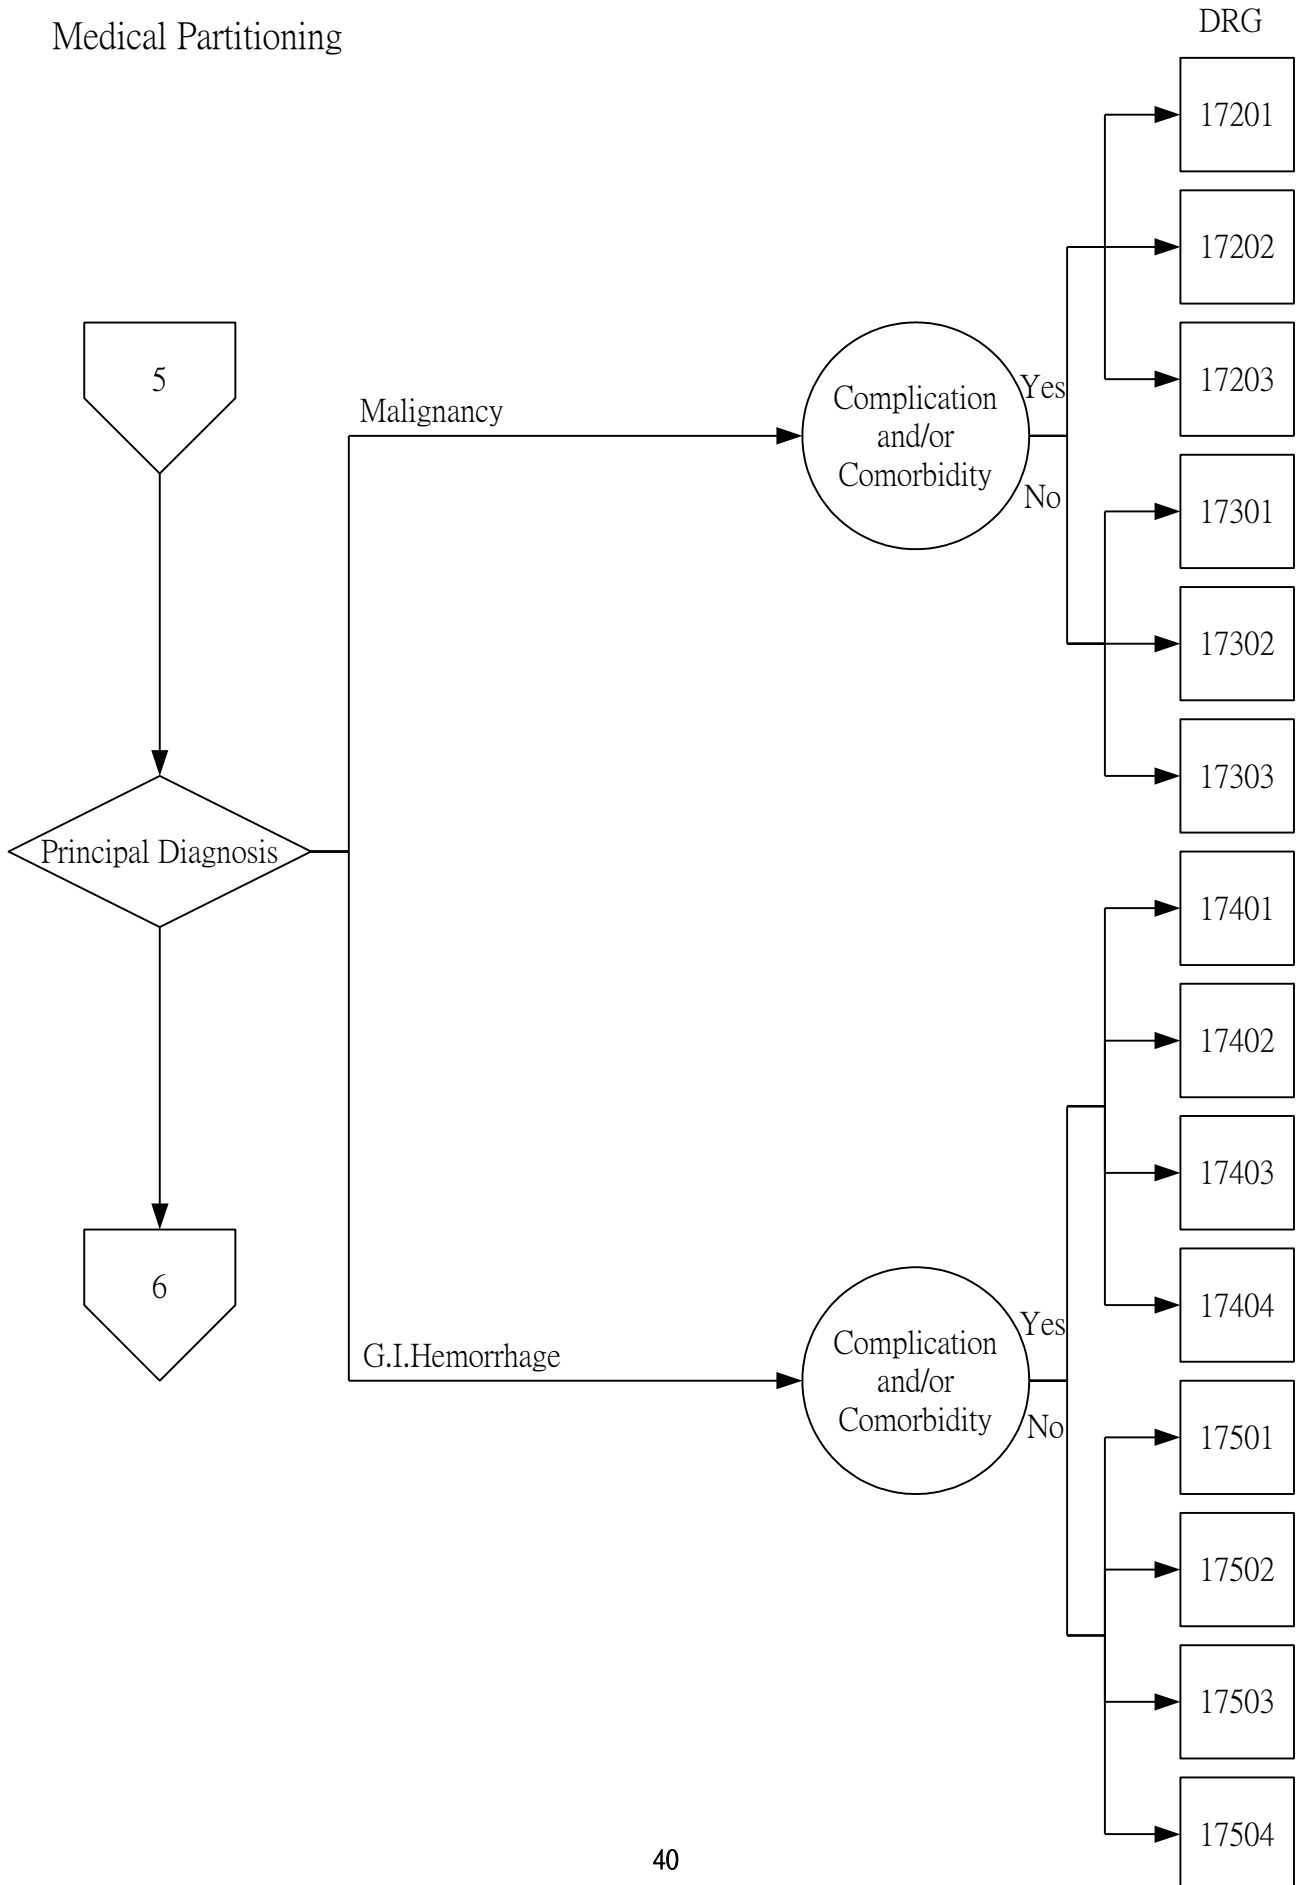 DRG
Medical Partitioning
17201
17202
5
17203
Yes
Malignancy
Complication
and/or
Comorbidity
No
17301
17302
17303
Principal Diagnosis
17401
17402
17403
6
17404
Yes
G.I.Hemorrhage
Complication
and/or
Comorbidity
No
17501
17502
17503
17504
40